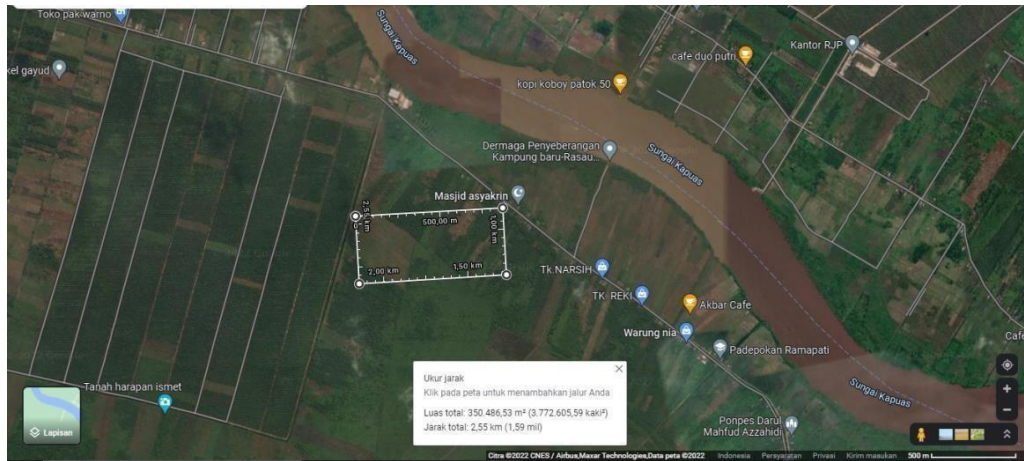 Toko pak warno
Sungai Kapuas
cafe duo putri
Kantor RJP
kel gayud
kopi koboy patok 50
Dermaga Penyeberangan
Kampung baru-Rasau...
Sungai Kapuas
Masjid asyakrin
2,55 km
0
500,00 m
1,00 km
2,00 km
1,50 km
Tk.NARSIH
TK. REKI
Akbar Cafe
Warung nia
Cafe
Padepokan Ramapati
Tanah harapan ismet
Sungai Kapuas
Ukur jarak
Klik pada peta untuk menambahkan jalur Anda
Luas total: 350.486,53 m² (3.772.605,59 kaki²)
Jarak total: 2,55 km (1,59 mil)
Ponpes Darul
Mahfud Azzahidi
Lapisan
Citra ©2022 CNES / Airbus,Maxar Technologies,Data peta ©2022 Indonesia Persyaratan Privasi Kirim masukan 500 m